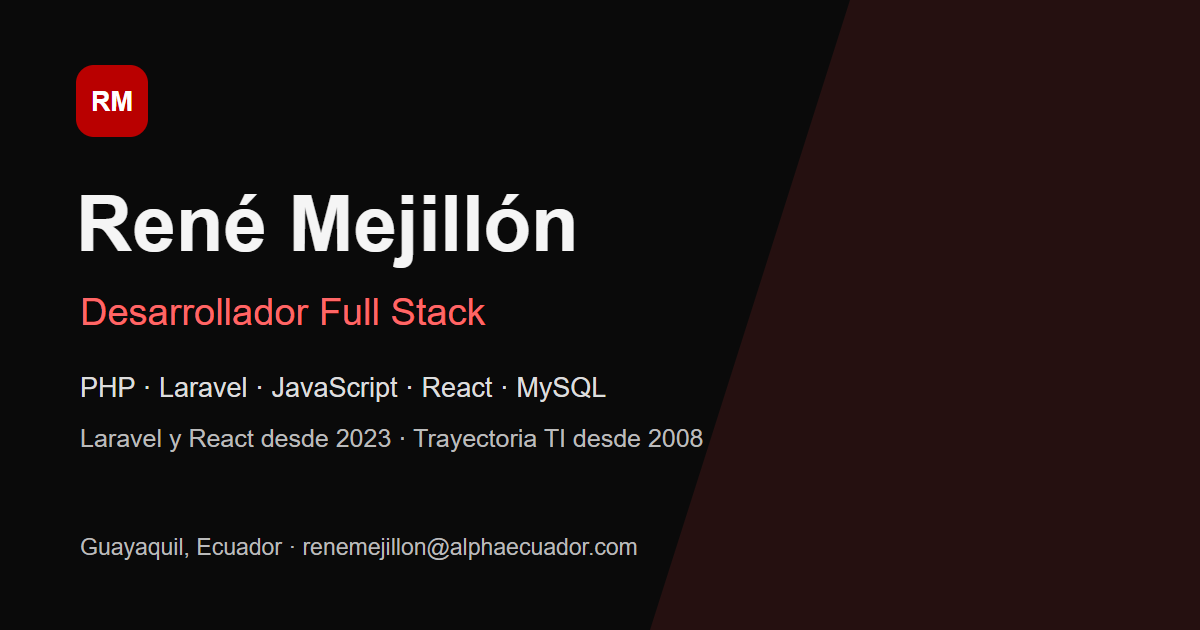 RM
René Mejillón
Desarrollador Full Stack
PHP · Laravel · JavaScript · React · MySQL
Laravel y React desde 2023 · Trayectoria TI desde 2008
Guayaquil, Ecuador · renemejillon@alphaecuador.com